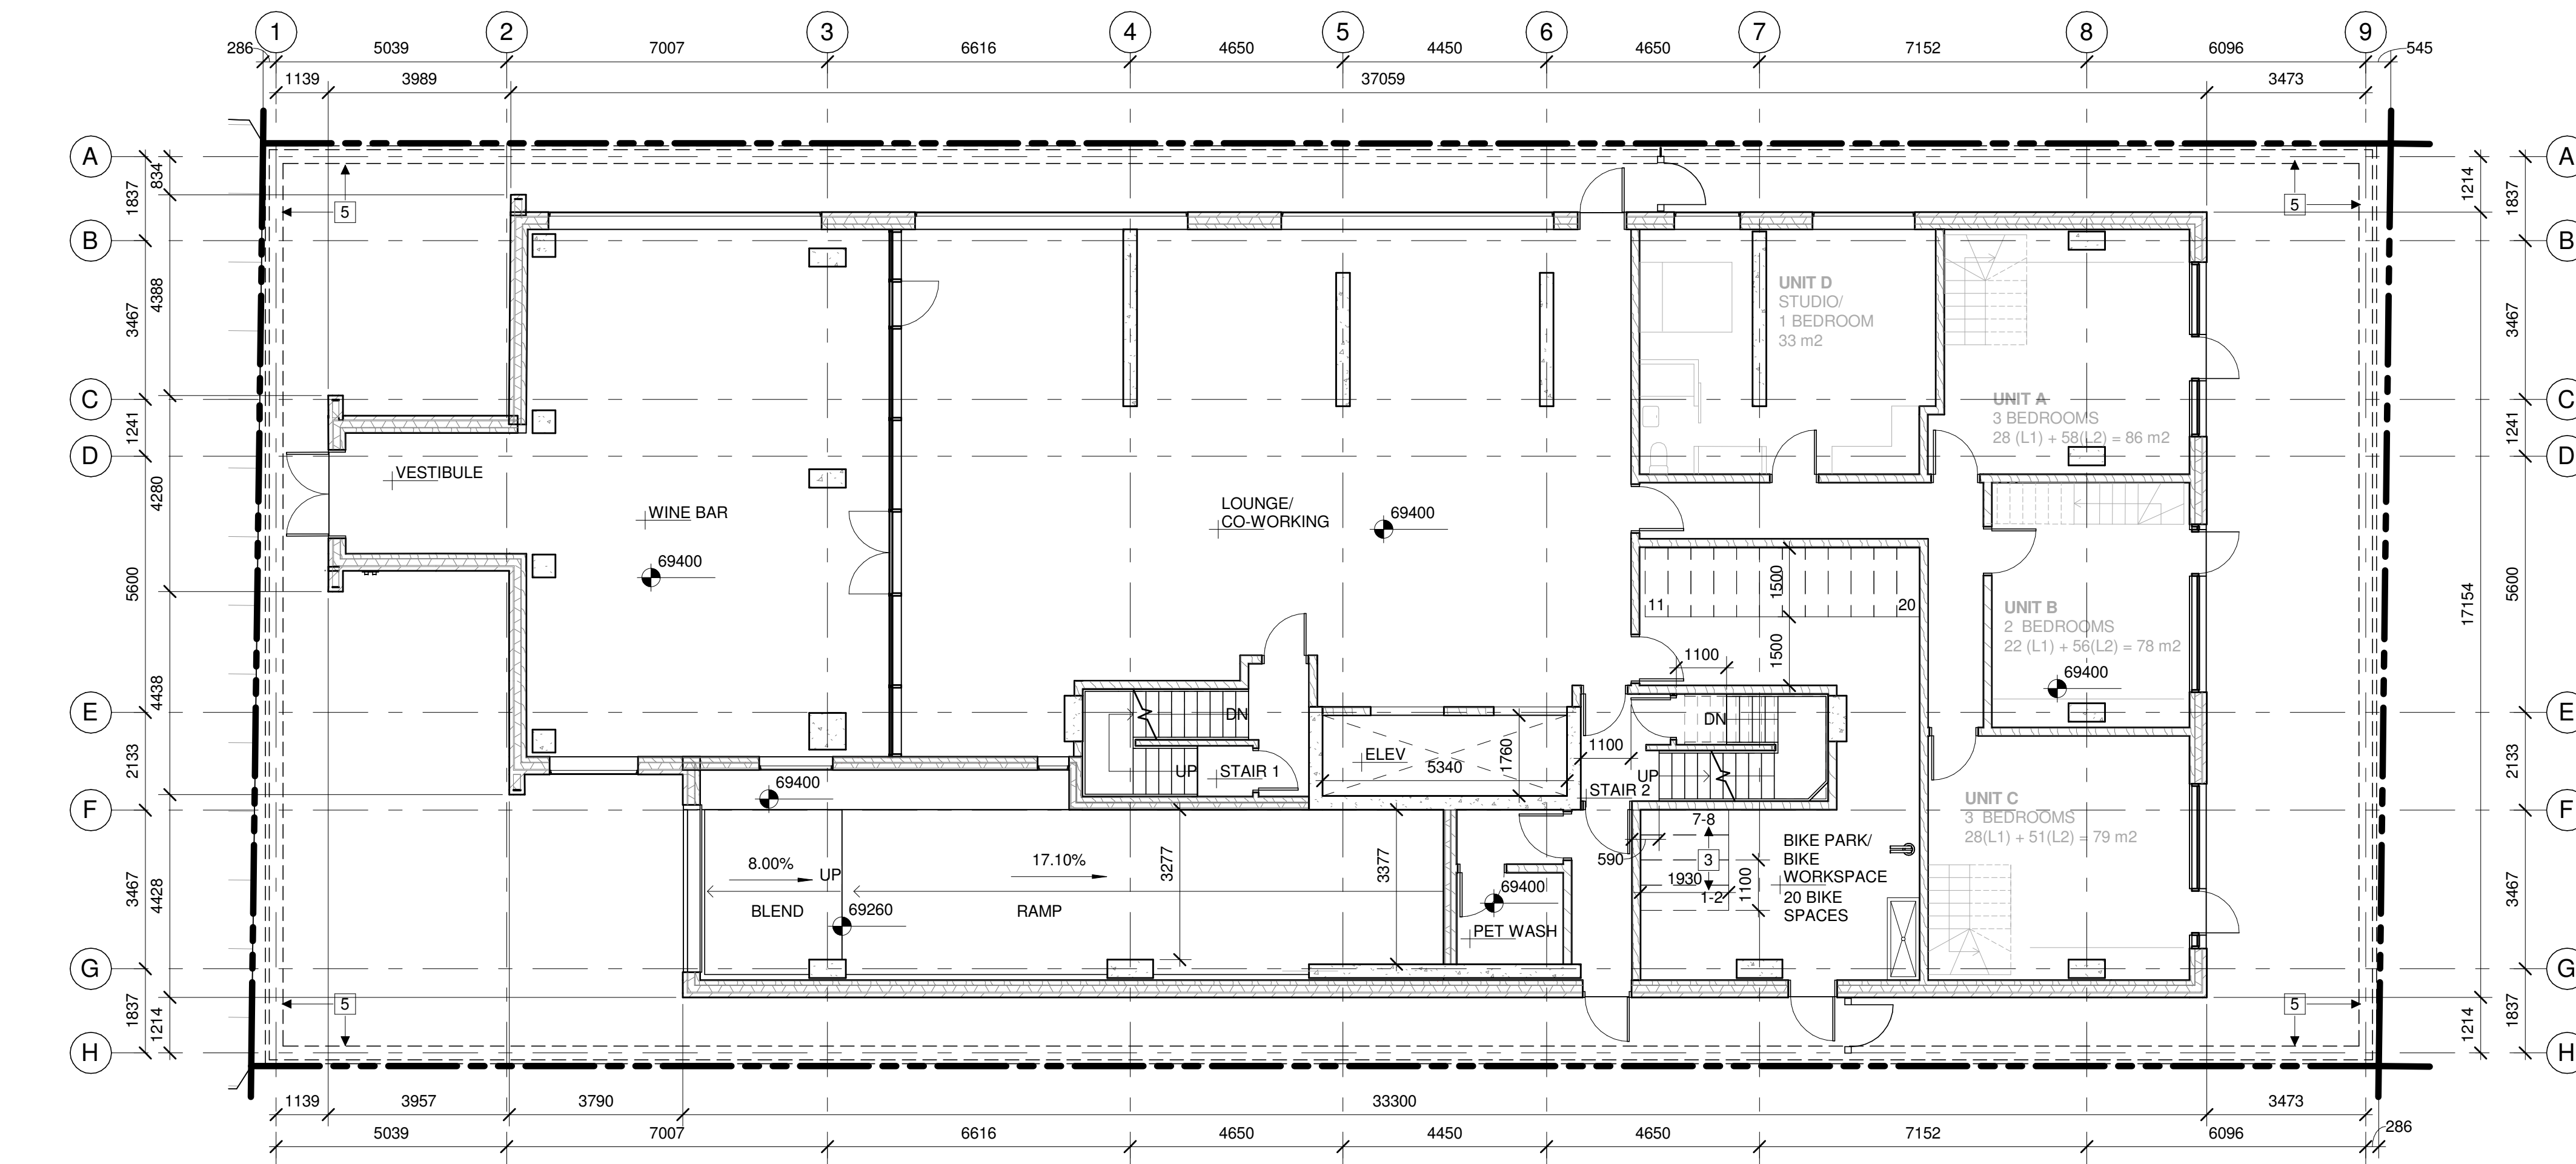 1 2 3 4 5 6 7 8 9
286 5039 7007 6616 4650 4450 4650 7152 6096 545
1139 3989 37059 3473
A 1837 834 1214 1837 A
5 5
B B
3467 4388 3467
UNIT D
STUDIO/
1 BEDROOM
33 m2
C C
UNIT A
3 BEDROOMS
28 (L1) + 58(L2) = 86 m2
1241 1241
D D
VESTIBULE
4280
WINE BAR
69400
LOUNGE/
CO-WORKING
69400
5600 17154 5600
1500
11 20
1500
1100
UNIT B
2 BEDROOMS
22 (L1) + 56(L2) = 78 m2
69400
4438
E E
DN
UP
STAIR 1
ELEV
5340
1760
1100
DN
UP
STAIR 2
2133 2133
69400
F F
UNIT C
3 BEDROOMS
28(L1) + 51(L2) = 79 m2
3467 4428 3467
8.00%
UP
BLEND
69260
17.10%
RAMP
3277
3377
69400
PET WASH
7-8
590
3
1930
1-2
1100
BIKE PARK/
BIKE
WORKSPACE
20 BIKE
SPACES
G G
5 5
1837 1214 1214 1837
H H
1139 3957 3790 33300 3473
5039 7007 6616 4650 4450 4650 7152 6096 286